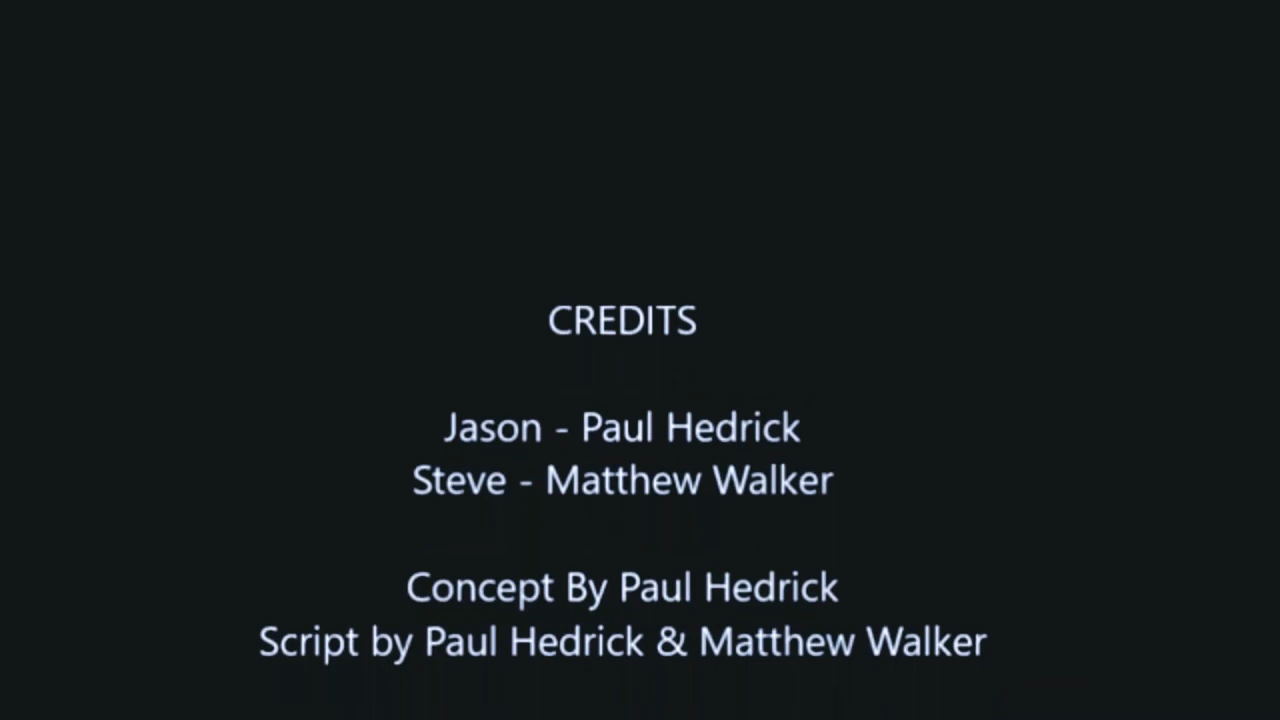 CREDITS
Jason - Paul Hedrick
Steve - Matthew Walker
Concept By Paul Hedrick
Script by Paul Hedrick & Matthew Walker